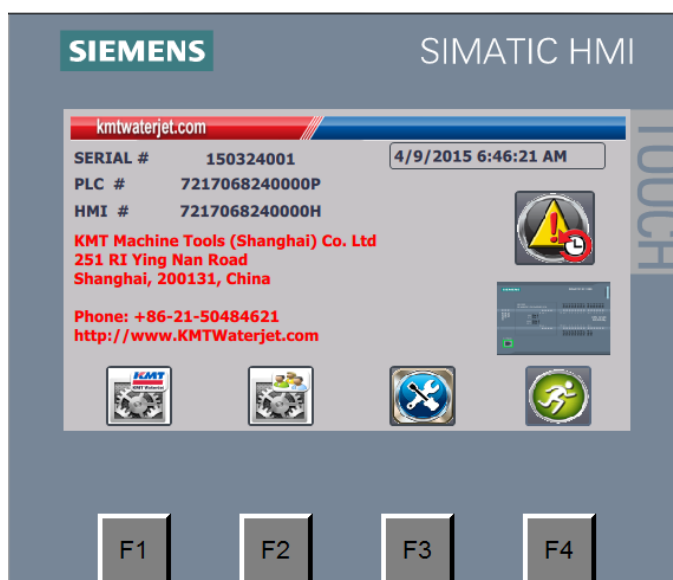 SIEMENS
SIMATIC HMI
TOUCH
kmtwaterjet.com
SERIAL # 150324001
4/9/2015 6:46:21 AM
PLC # 7217068240000P
HMI # 7217068240000H
KMT Machine Tools (Shanghai) Co. Ltd
251 RI Ying Nan Road
Shanghai, 200131, China
Phone: +86-21-50484621
http://www.KMTWaterjet.com
KMT
KMT Waterjet
F1
F2
F3
F4